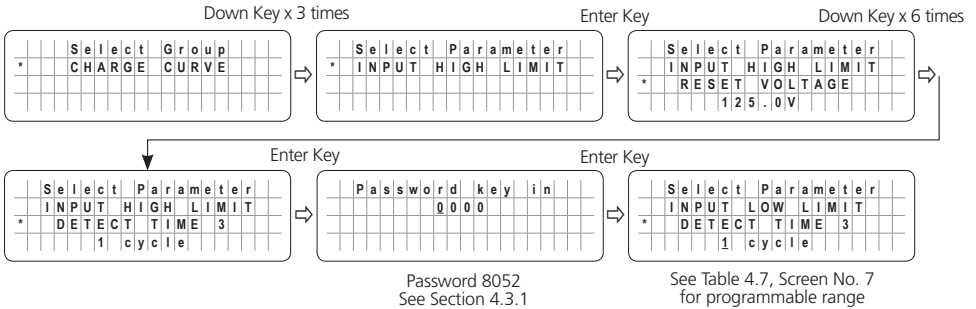 Down Key x 3 times
Enter Key
Down Key x 6 times
Select Group
* CHARGE CURVE
Select Parameter
* INPUT HIGH LIMIT
Select Parameter
INPUT HIGH LIMIT
* RESET VOLTAGE
125.0V
Enter Key
Enter Key
Select Parameter
INPUT HIGH LIMIT
* DETECT TIME 3
1 cycle
Password key in
0000
Select Parameter
INPUT LOW LIMIT
* DETECT TIME 3
1 cycle
Password 8052
See Section 4.3.1
See Table 4.7, Screen No. 7
for programmable range